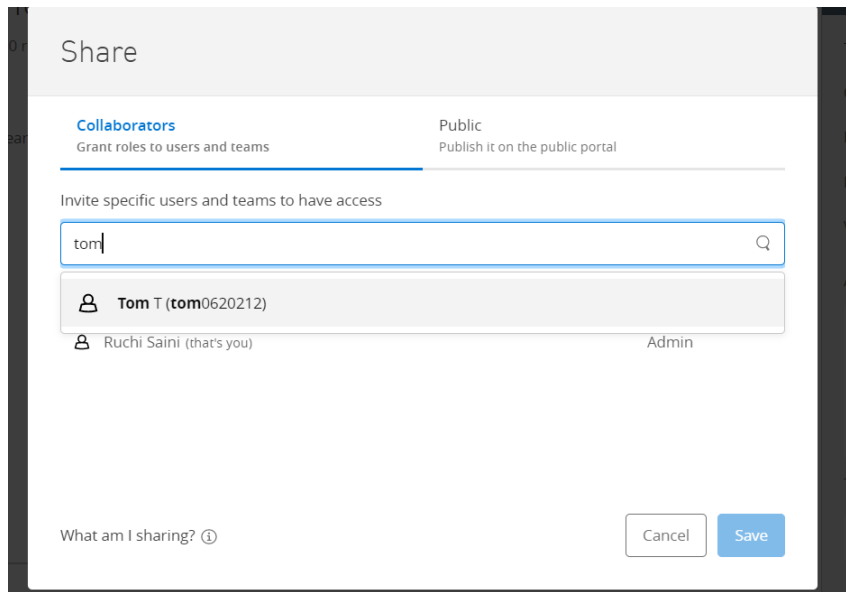 Share
Collaborators
Grant roles to users and teams
Public
Publish it on the public portal
Invite specific users and teams to have access
tom
Tom T (tom0620212)
Ruchi Saini (that's you)
Admin
What am I sharing?
Cancel
Save